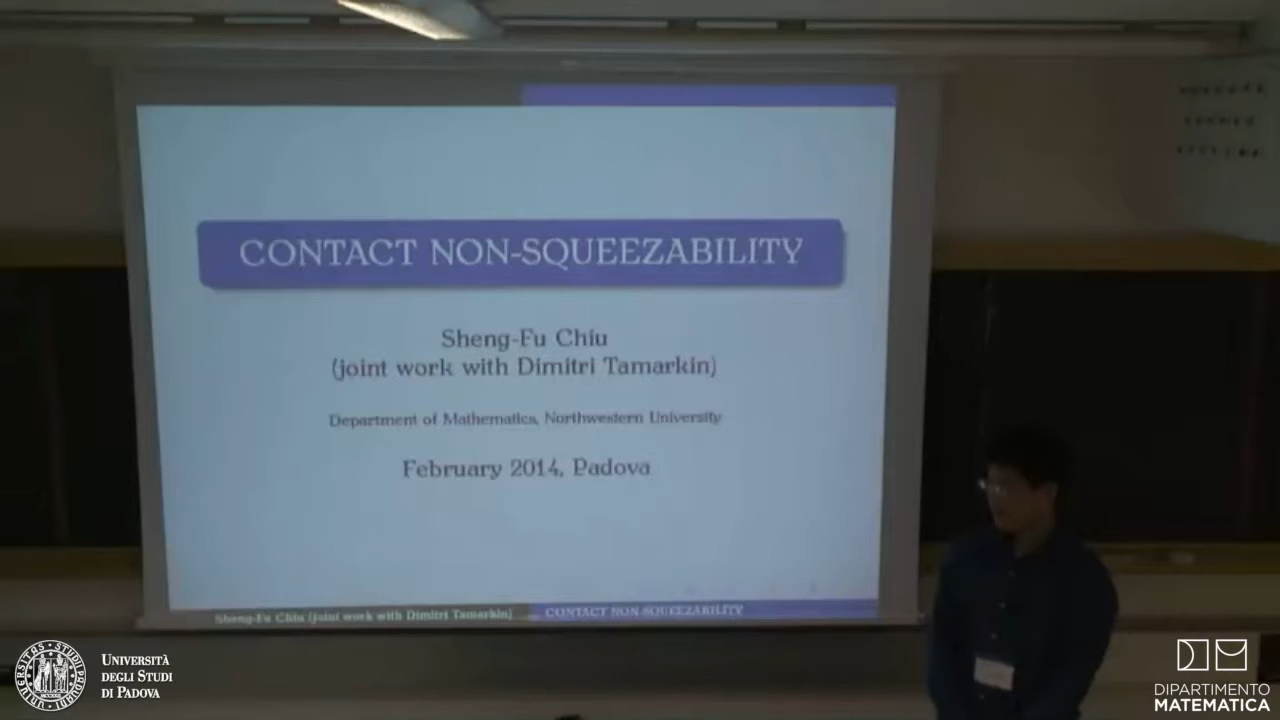 CONTACT NON-SQUEEZABILITY
Sheng-Fu Chiu
(joint work with Dimitri Tamarkin)
Department of Mathematics, Northwestern University
February 2014, Padova
Sheng-Fu Chiu (joint work with Dimitri Tamarkin)
CONTACT NON-SQUEEZABILITY
UNIVERSITÀ
DEGLI STUDI
DI PADOVA
DIPARTIMENTO
MATEMATICA